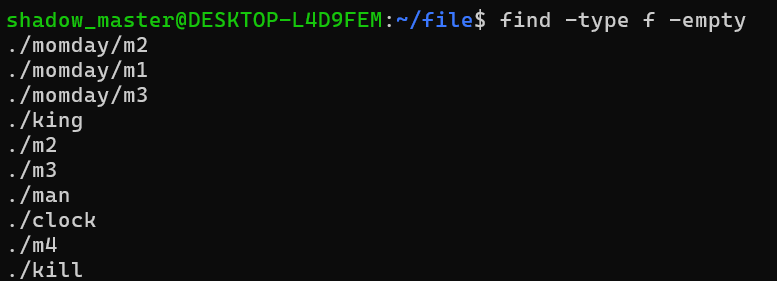 shadow_master@DESKTOP-L4D9FEM:~/file$ find -type f -empty
./momday/m2
./momday/m1
./momday/m3
./king
./m2
./m3
./man
./clock
./m4
./kill